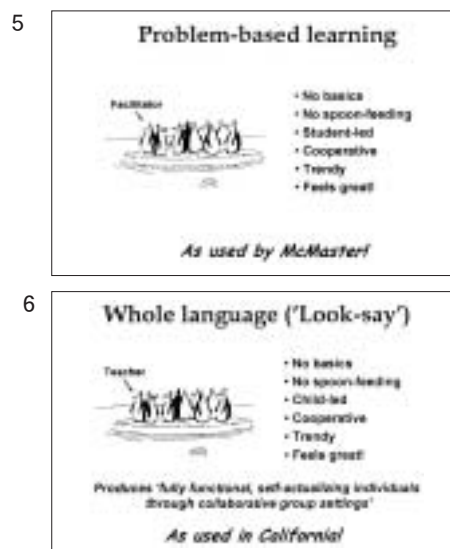 5
Problem-based learning
Facilitator
• No basics
• No spoon-feeding
• Student-led
• Cooperative
• Trendy
• Feels great!
As used by McMaster!
6
Whole language ('Look-say')
Teacher
• No basics
• No spoon-feeding
• Child-led
• Cooperative
• Trendy
• Feels great!
Produces 'fully functional, self-actualizing individuals
through collaborative group settings'
As used in California!